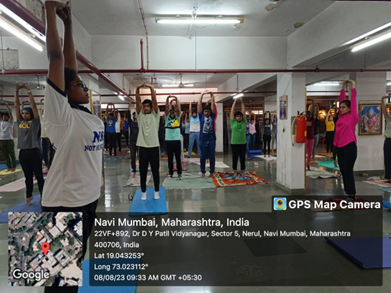 GPS Map Camera
Navi Mumbai, Maharashtra, India
22VF+892, Dr D Y Patil Vidyanagar, Sector 5, Nerul, Navi Mumbai, Maharashtra
400706, India
Lat 19.043253°
Long 73.023112°
08/08/23 09:33 AM GMT +05:30
Google